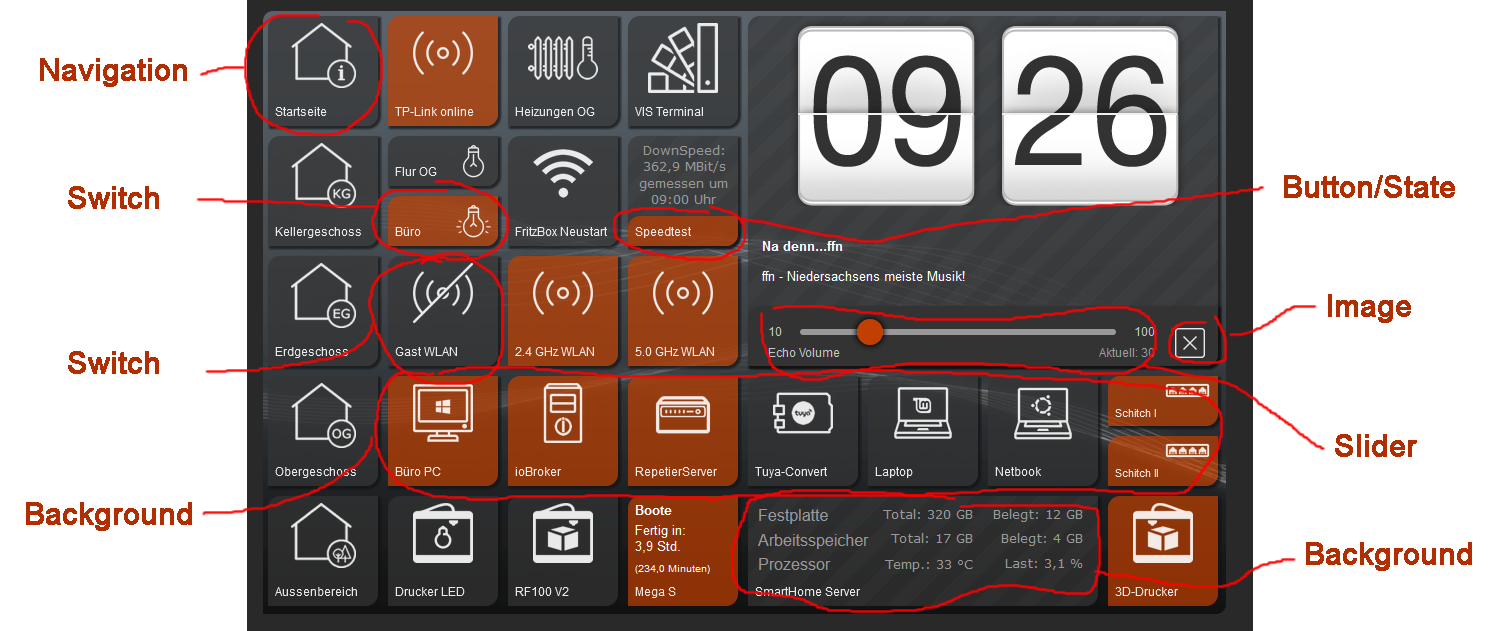 Navigation
Switch
Switch
Background
Button/State
Image
Slider
Background
Startseite
TP-Link online
Heizungen OG
VIS Terminal
09
26
KG
Kellergeschoss
Flur OG
Büro
FritzBox Neustart
DownSpeed:
362,9 MBit/s
gemessen um
09:00 Uhr
Speedtest
Na denn...ffn
ffn - Niedersachsens meiste Musik!
EG
Erdgeschoss
Gast WLAN
2.4 GHz WLAN
5.0 GHz WLAN
10
100
Echo Volume
Aktuell: 30
OG
Obergeschoss
Büro PC
ioBroker
RepetierServer
tuya
Tuya-Convert
Laptop
Netbook
Schitch I
Schitch II
Aussenbereich
Drucker LED
RF100 V2
Boote
Fertig in:
3,9 Std.
(234,0 Minuten)
Mega S
Festplatte Total: 320 GB Belegt: 12 GB
Arbeitsspeicher Total: 17 GB Belegt: 4 GB
Prozessor Temp.: 33 °C Last: 3,1 %
SmartHome Server
3D-Drucker